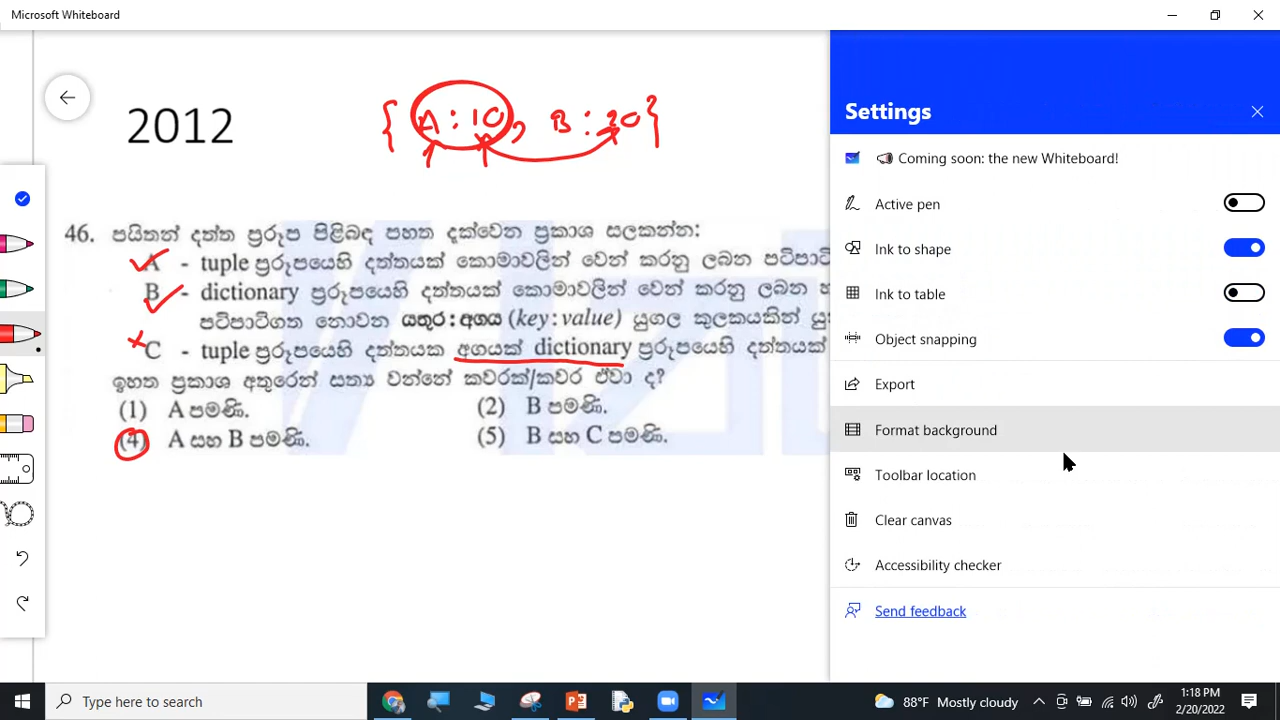 Microsoft Whiteboard
2012
{ A : 10 , B : 20 }
46. පයිතන් දත්ත ප්‍රරූප පිළිබඳ පහත දැක්වෙන ප්‍රකාශ සලකන්න:
A - tuple ප්‍රරූපයෙහි දත්තයක් කොමාවලින් වෙන් කරනු ලබන පටිපාටි
B - dictionary ප්‍රරූපයෙහි දත්තයක් කොමාවලින් වෙන් කරනු ලබන
පටිපාටිගත නොවන යතුර : අගය (key : value) යුගල කුලකයකින් යු
C - tuple ප්‍රරූපයෙහි දත්තයක අගයක් dictionary ප්‍රරූපයෙහි දත්තයක්
ඉහත ප්‍රකාශ අතුරෙන් සත්‍ය වන්නේ කවරක්/කවර ඒවා ද?
(1) A පමණි. (2) B පමණි.
(4) A සහ B පමණි. (5) B සහ C පමණි.
Settings
Coming soon: the new Whiteboard!
Active pen
Ink to shape
Ink to table
Object snapping
Export
Format background
Toolbar location
Clear canvas
Accessibility checker
Send feedback
Type here to search
88°F Mostly cloudy
1:18 PM
2/20/2022